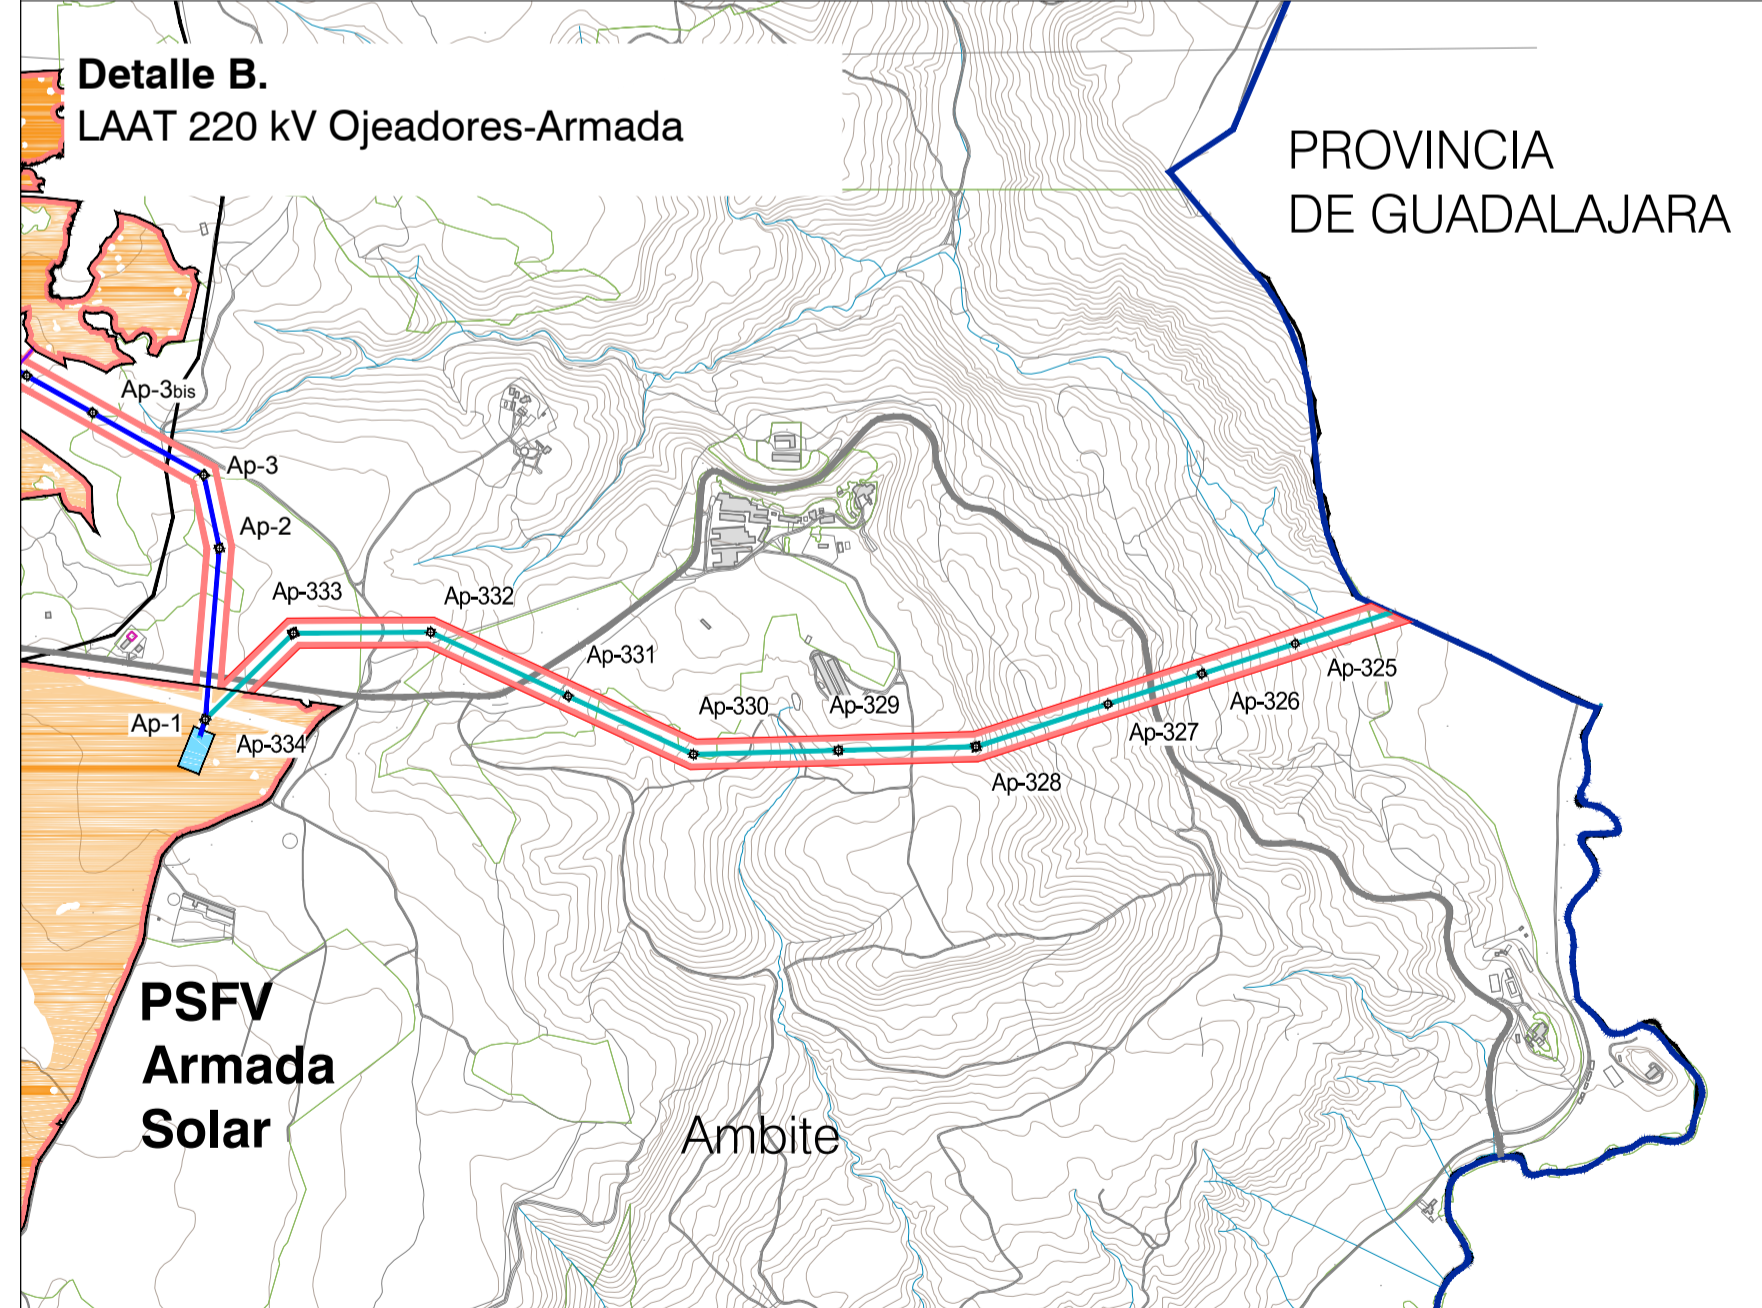 Detalle B.
LAAT 220 kV Ojeadores-Armada
PROVINCIA
DE GUADALAJARA
Ap-3bis
Ap-3
Ap-2
Ap-333
Ap-332
Ap-331
Ap-325
Ap-326
Ap-330
Ap-329
Ap-327
Ap-1
Ap-334
Ap-328
PSFV
Armada
Solar
Ambite